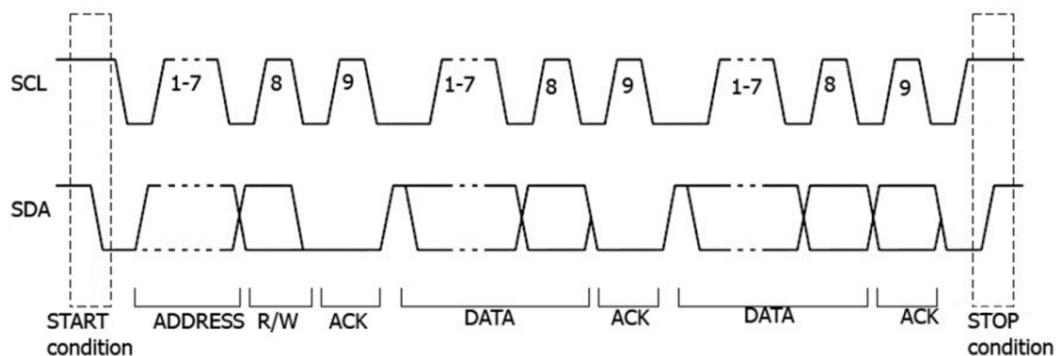 SCL
1-7 8 9 1-7 8 9 1-7 8 9
SDA
START
condition
ADDRESS R/W ACK DATA ACK DATA ACK
STOP
condition